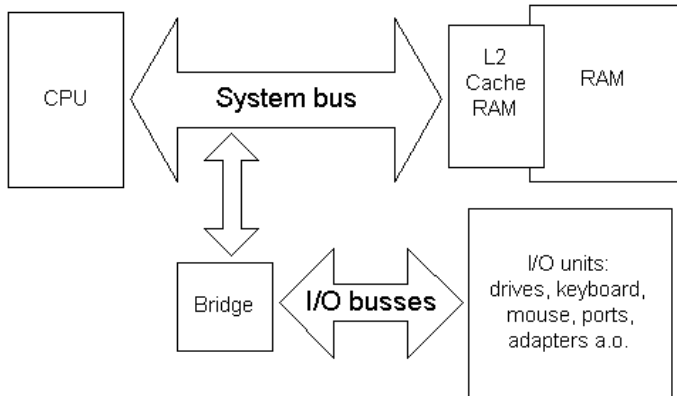 CPU
System bus
L2
Cache
RAM
RAM
Bridge
I/O busses
I/O units:
drives, keyboard,
mouse, ports,
adapters a.o.